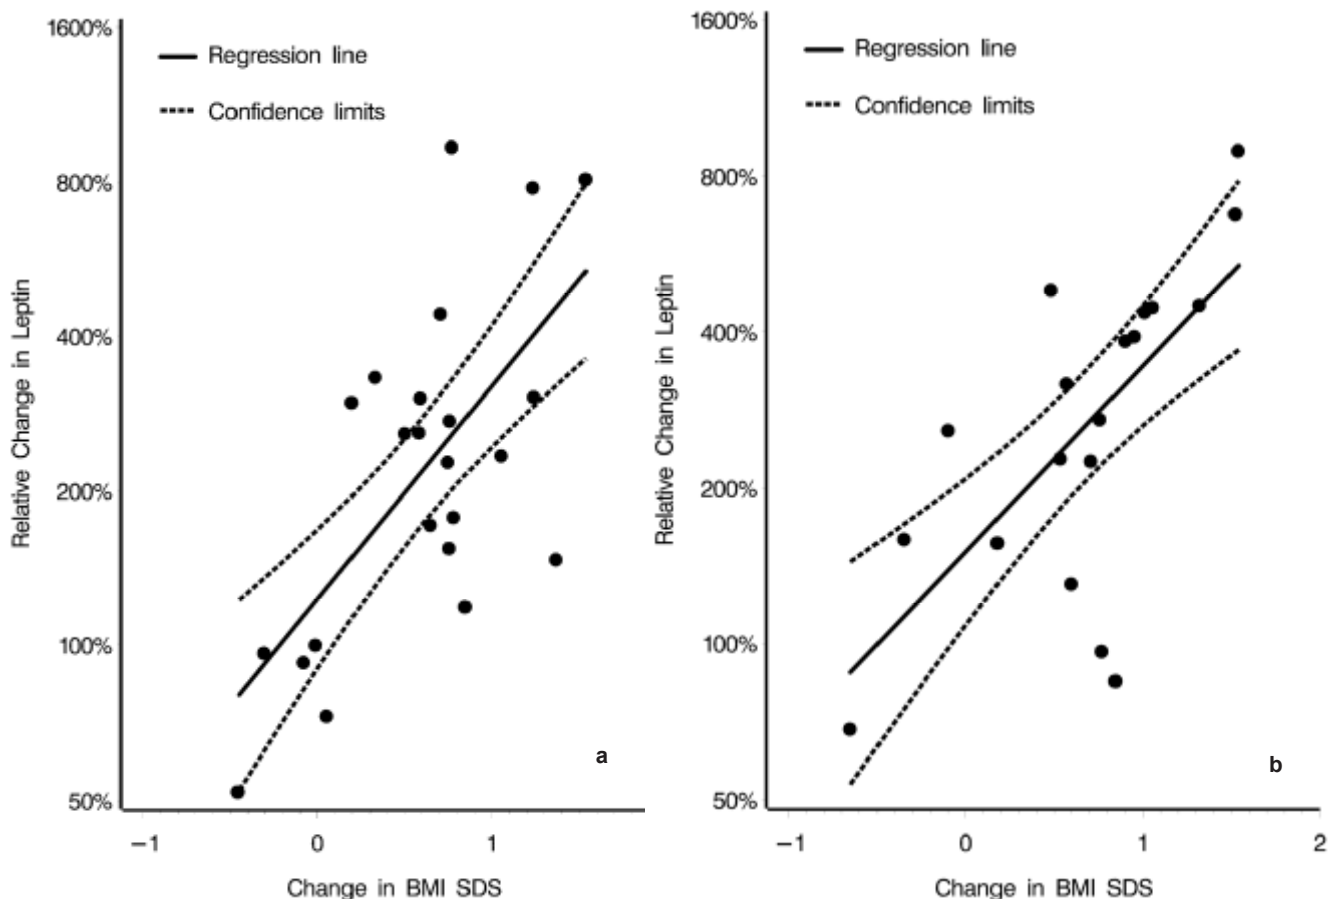 1600%
Regression line
Confidence limits
800%
400%
200%
100%
50%
Relative Change in Leptin
a
−1 0 1
Change in BMI SDS
1600%
Regression line
Confidence limits
800%
400%
200%
100%
50%
Relative Change in Leptin
b
−1 0 1 2
Change in BMI SDS